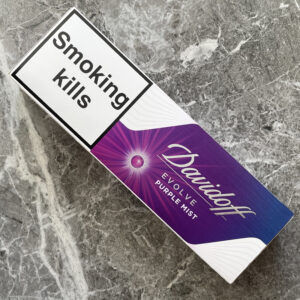 Smoking
kills
Davidoff
EVOLVE
PURPLE MIST